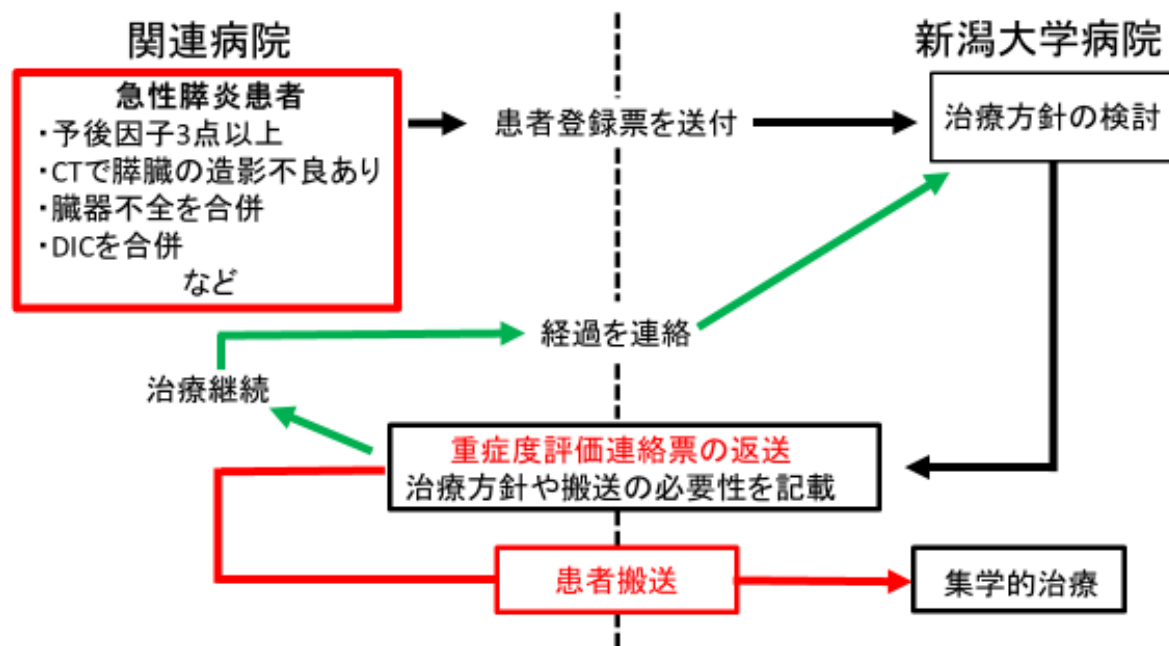 関連病院
新潟大学病院
急性膵炎患者
・予後因子3点以上
・CTで膵臓の造影不良あり
・臓器不全を合併
・DICを合併
など
患者登録票を送付
治療方針の検討
経過を連絡
治療継続
重症度評価連絡票の返送
治療方針や搬送の必要性を記載
患者搬送
集学的治療